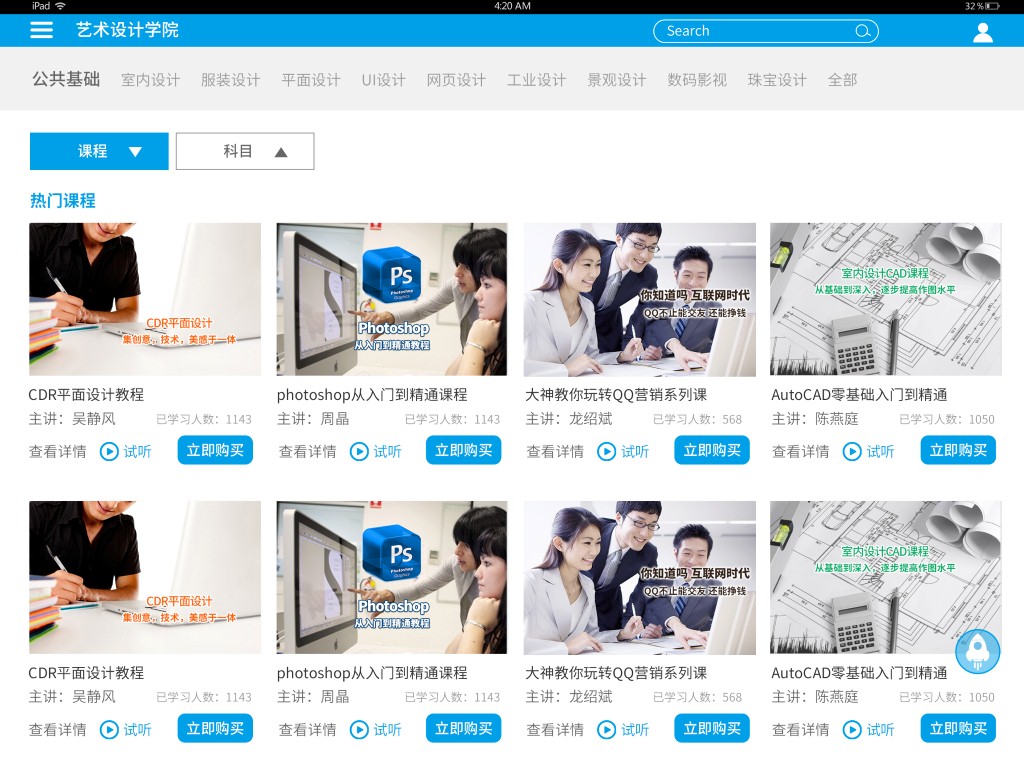 iPad
4:20 AM
32%
艺术设计学院
Search
公共基础 室内设计 服装设计 平面设计 UI设计 网页设计 工业设计 景观设计 数码影视 珠宝设计 全部
课程
科目
热门课程
CDR平面设计
集创意，技术，美感于一体
Ps
Photoshop
Graphics
Photoshop
从入门到精通教程
你知道吗 互联网时代
QQ不止能交友 还能挣钱
室内设计CAD课程
从基础到深入，逐步提高作图水平
CDR平面设计教程
主讲：吴静风 已学习人数：1143
查看详情 试听 立即购买
photoshop从入门到精通课程
主讲：周晶 已学习人数：1143
查看详情 试听 立即购买
大神教你玩转QQ营销系列课
主讲：龙绍斌 已学习人数：568
查看详情 试听 立即购买
AutoCAD零基础入门到精通
主讲：陈燕庭 已学习人数：1050
查看详情 试听 立即购买
CDR平面设计
集创意，技术，美感于一体
Ps
Photoshop
Graphics
Photoshop
从入门到精通教程
你知道吗 互联网时代
QQ不止能交友 还能挣钱
室内设计CAD课程
从基础到深入，逐步提高作图水平
CDR平面设计教程
主讲：吴静风 已学习人数：1143
查看详情 试听 立即购买
photoshop从入门到精通课程
主讲：周晶 已学习人数：1143
查看详情 试听 立即购买
大神教你玩转QQ营销系列课
主讲：龙绍斌 已学习人数：568
查看详情 试听 立即购买
AutoCAD零基础入门到精通
主讲：陈燕庭 已学习人数：1050
查看详情 试听 立即购买